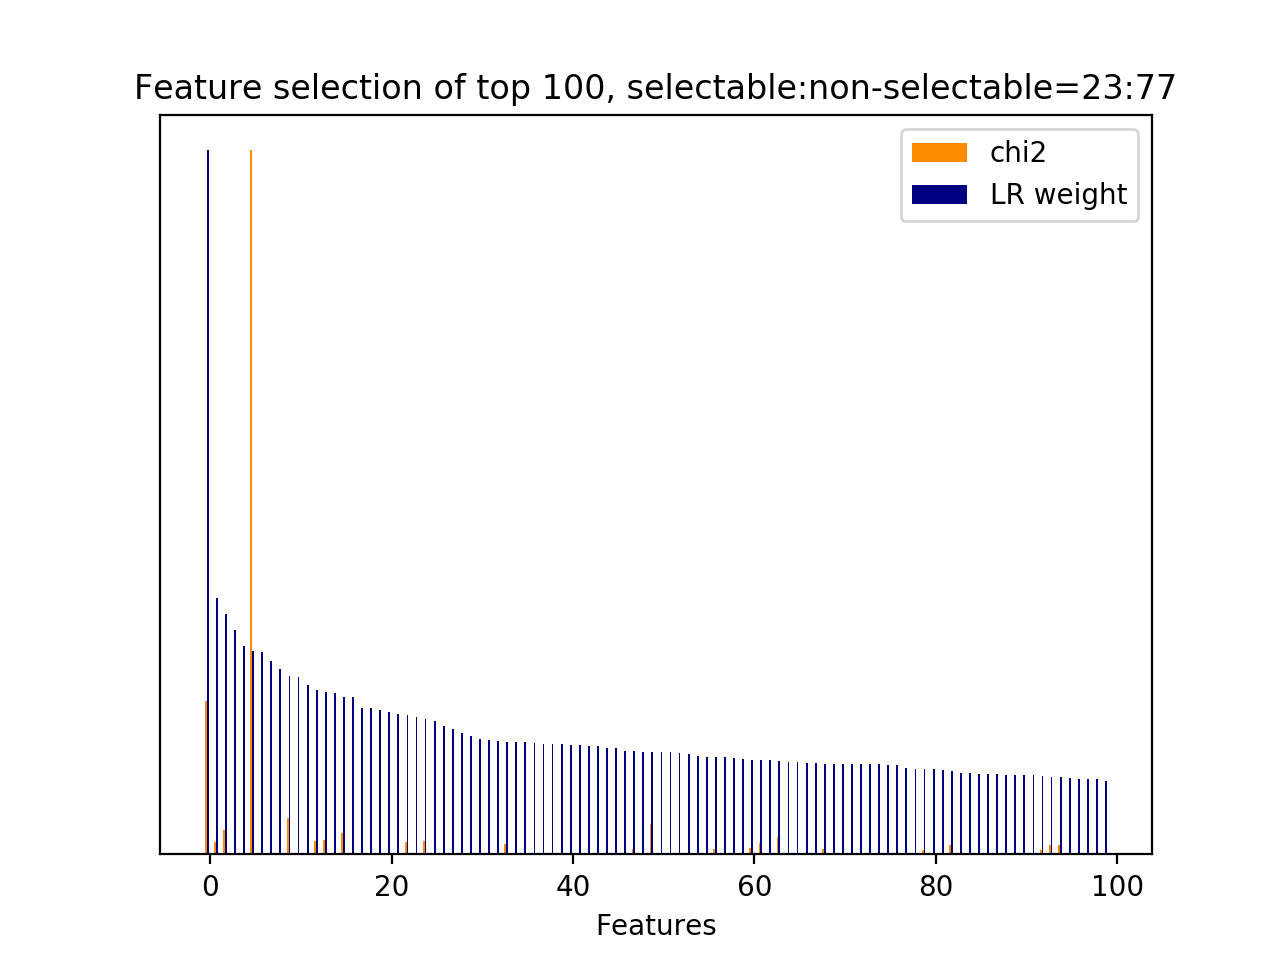 Feature selection of top 100, selectable:non-selectable=23:77
chi2
LR weight
0 20 40 60 80 100
Features